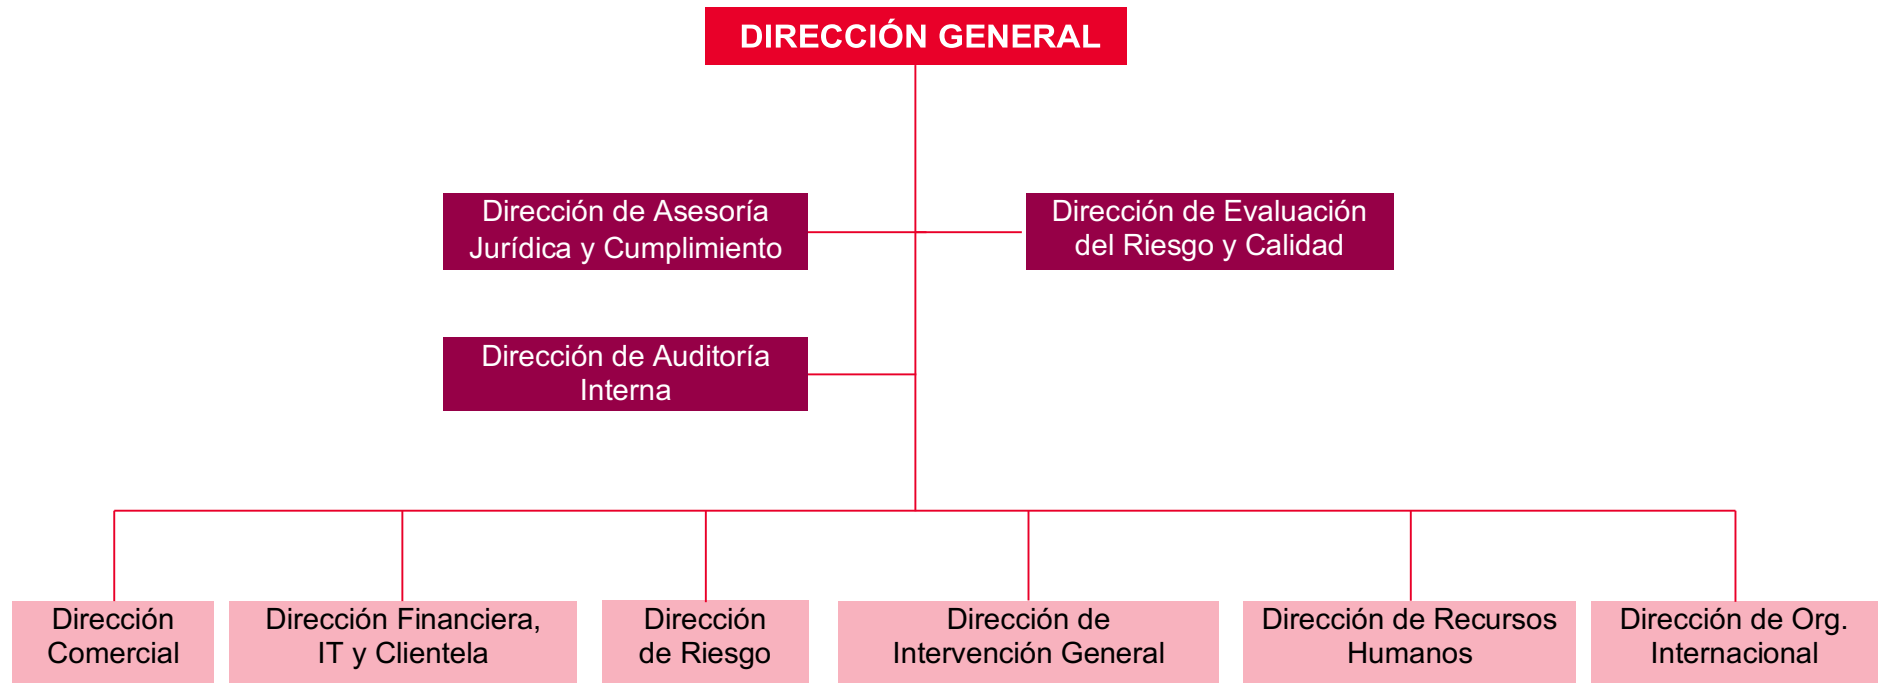 DIRECCIÓN GENERAL
Dirección de Asesoría
Jurídica y Cumplimiento
Dirección de Evaluación
del Riesgo y Calidad
Dirección de Auditoría
Interna
Dirección
Comercial
Dirección Financiera,
IT y Clientela
Dirección
de Riesgo
Dirección de
Intervención General
Dirección de Recursos
Humanos
Dirección de Org.
Internacional